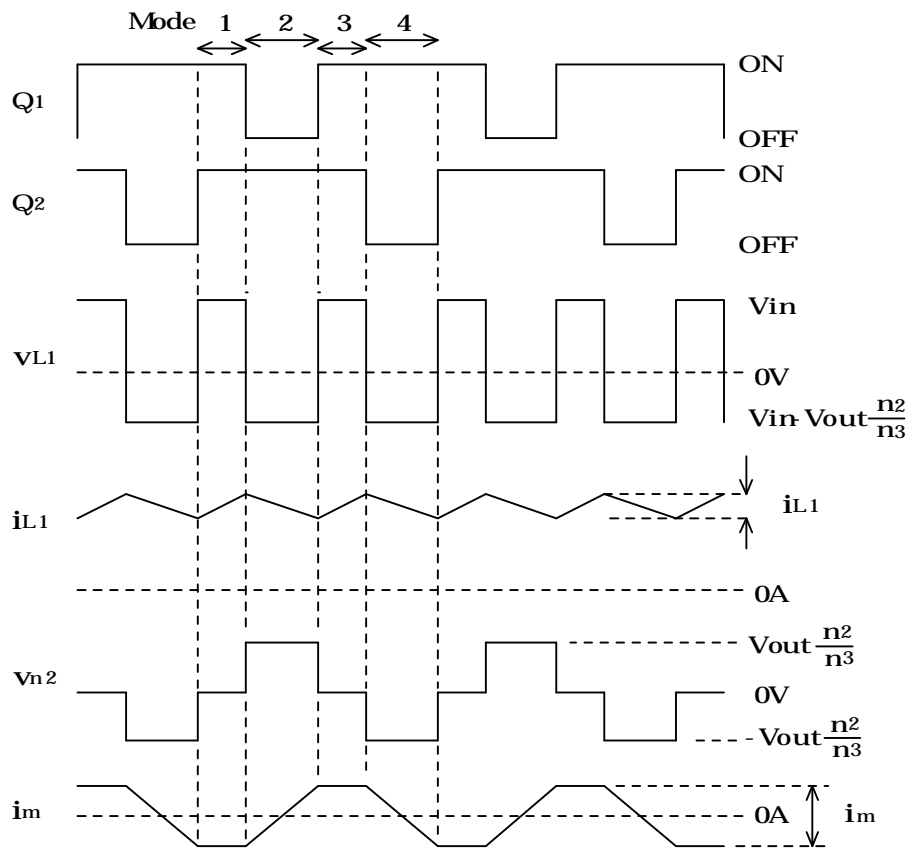 Mode 1 2 3 4
Q1
ON
OFF
Q2
ON
OFF
vL1
Vin
0V
Vin-Vout n2/n3
iL1
iL1
0A
vn2
Vout n2/n3
0V
-Vout n2/n3
im
0A
im